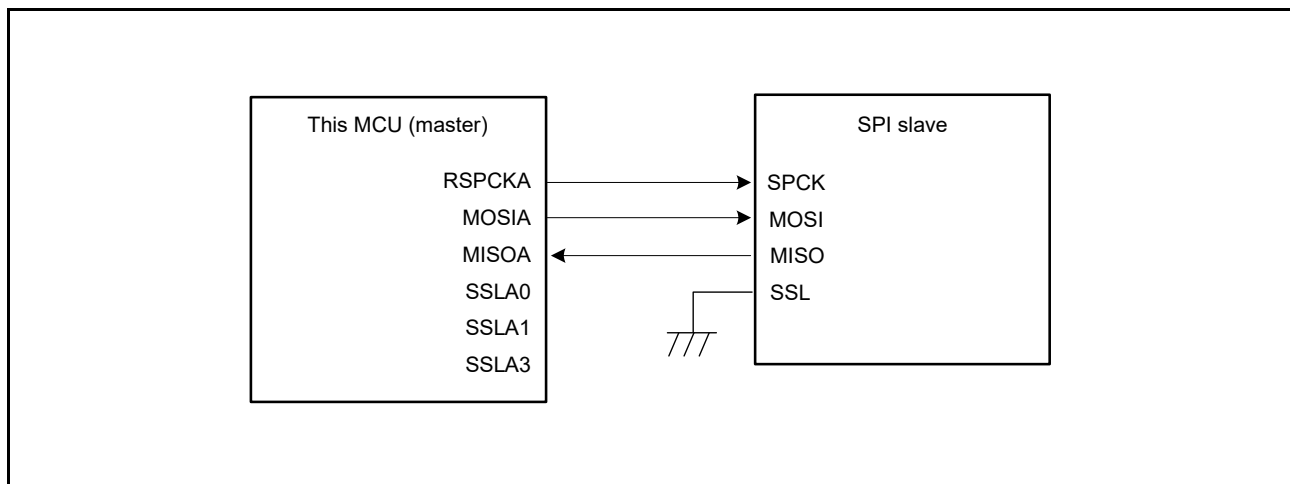 This MCU (master)
RSPCKA
MOSIA
MISOA
SSLA0
SSLA1
SSLA3
SPI slave
SPCK
MOSI
MISO
SSL